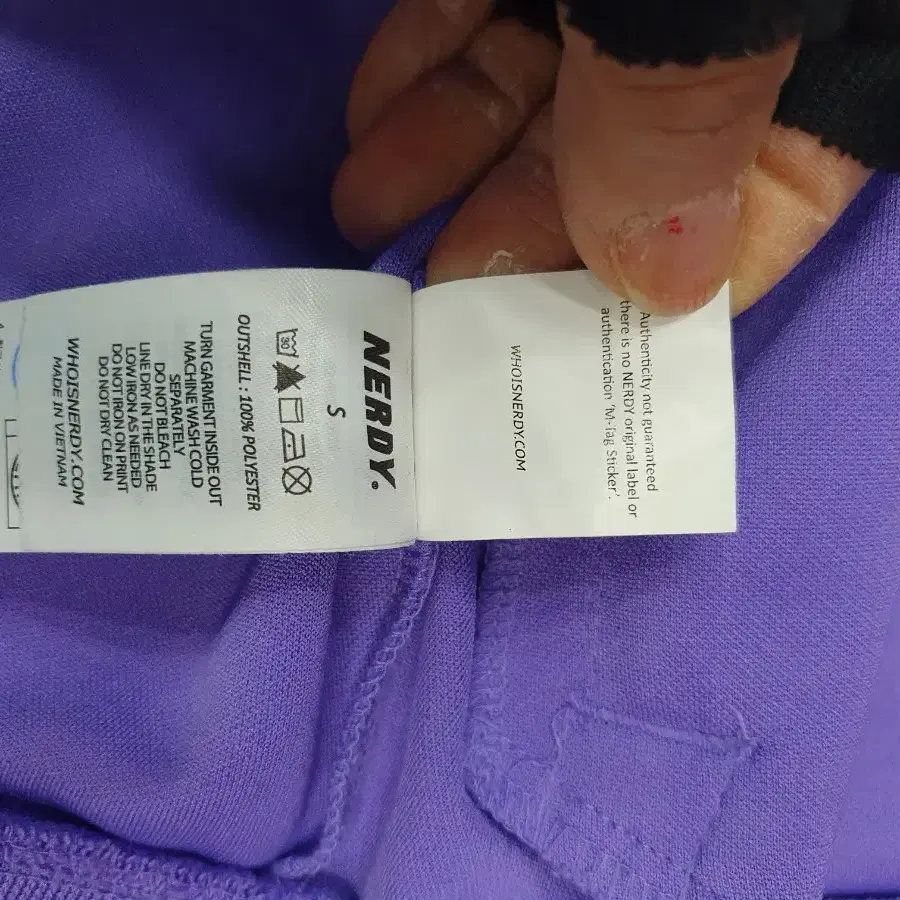 NERDY.
S
30
OUTSHELL : 100% POLYESTER
TURN GARMENT INSIDE OUT
MACHINE WASH COLD
SEPARATELY
DO NOT BLEACH
LINE DRY IN THE SHADE
LOW IRON AS NEEDED
DO NOT IRON ON PRINT
DO NOT DRY CLEAN
WHOISNERDY.COM
MADE IN VIETNAM
Authenticity not guaranteed
there is no NERDY original label or
authentication 'M-Tag Sticker'.
WHOISNERDY.COM